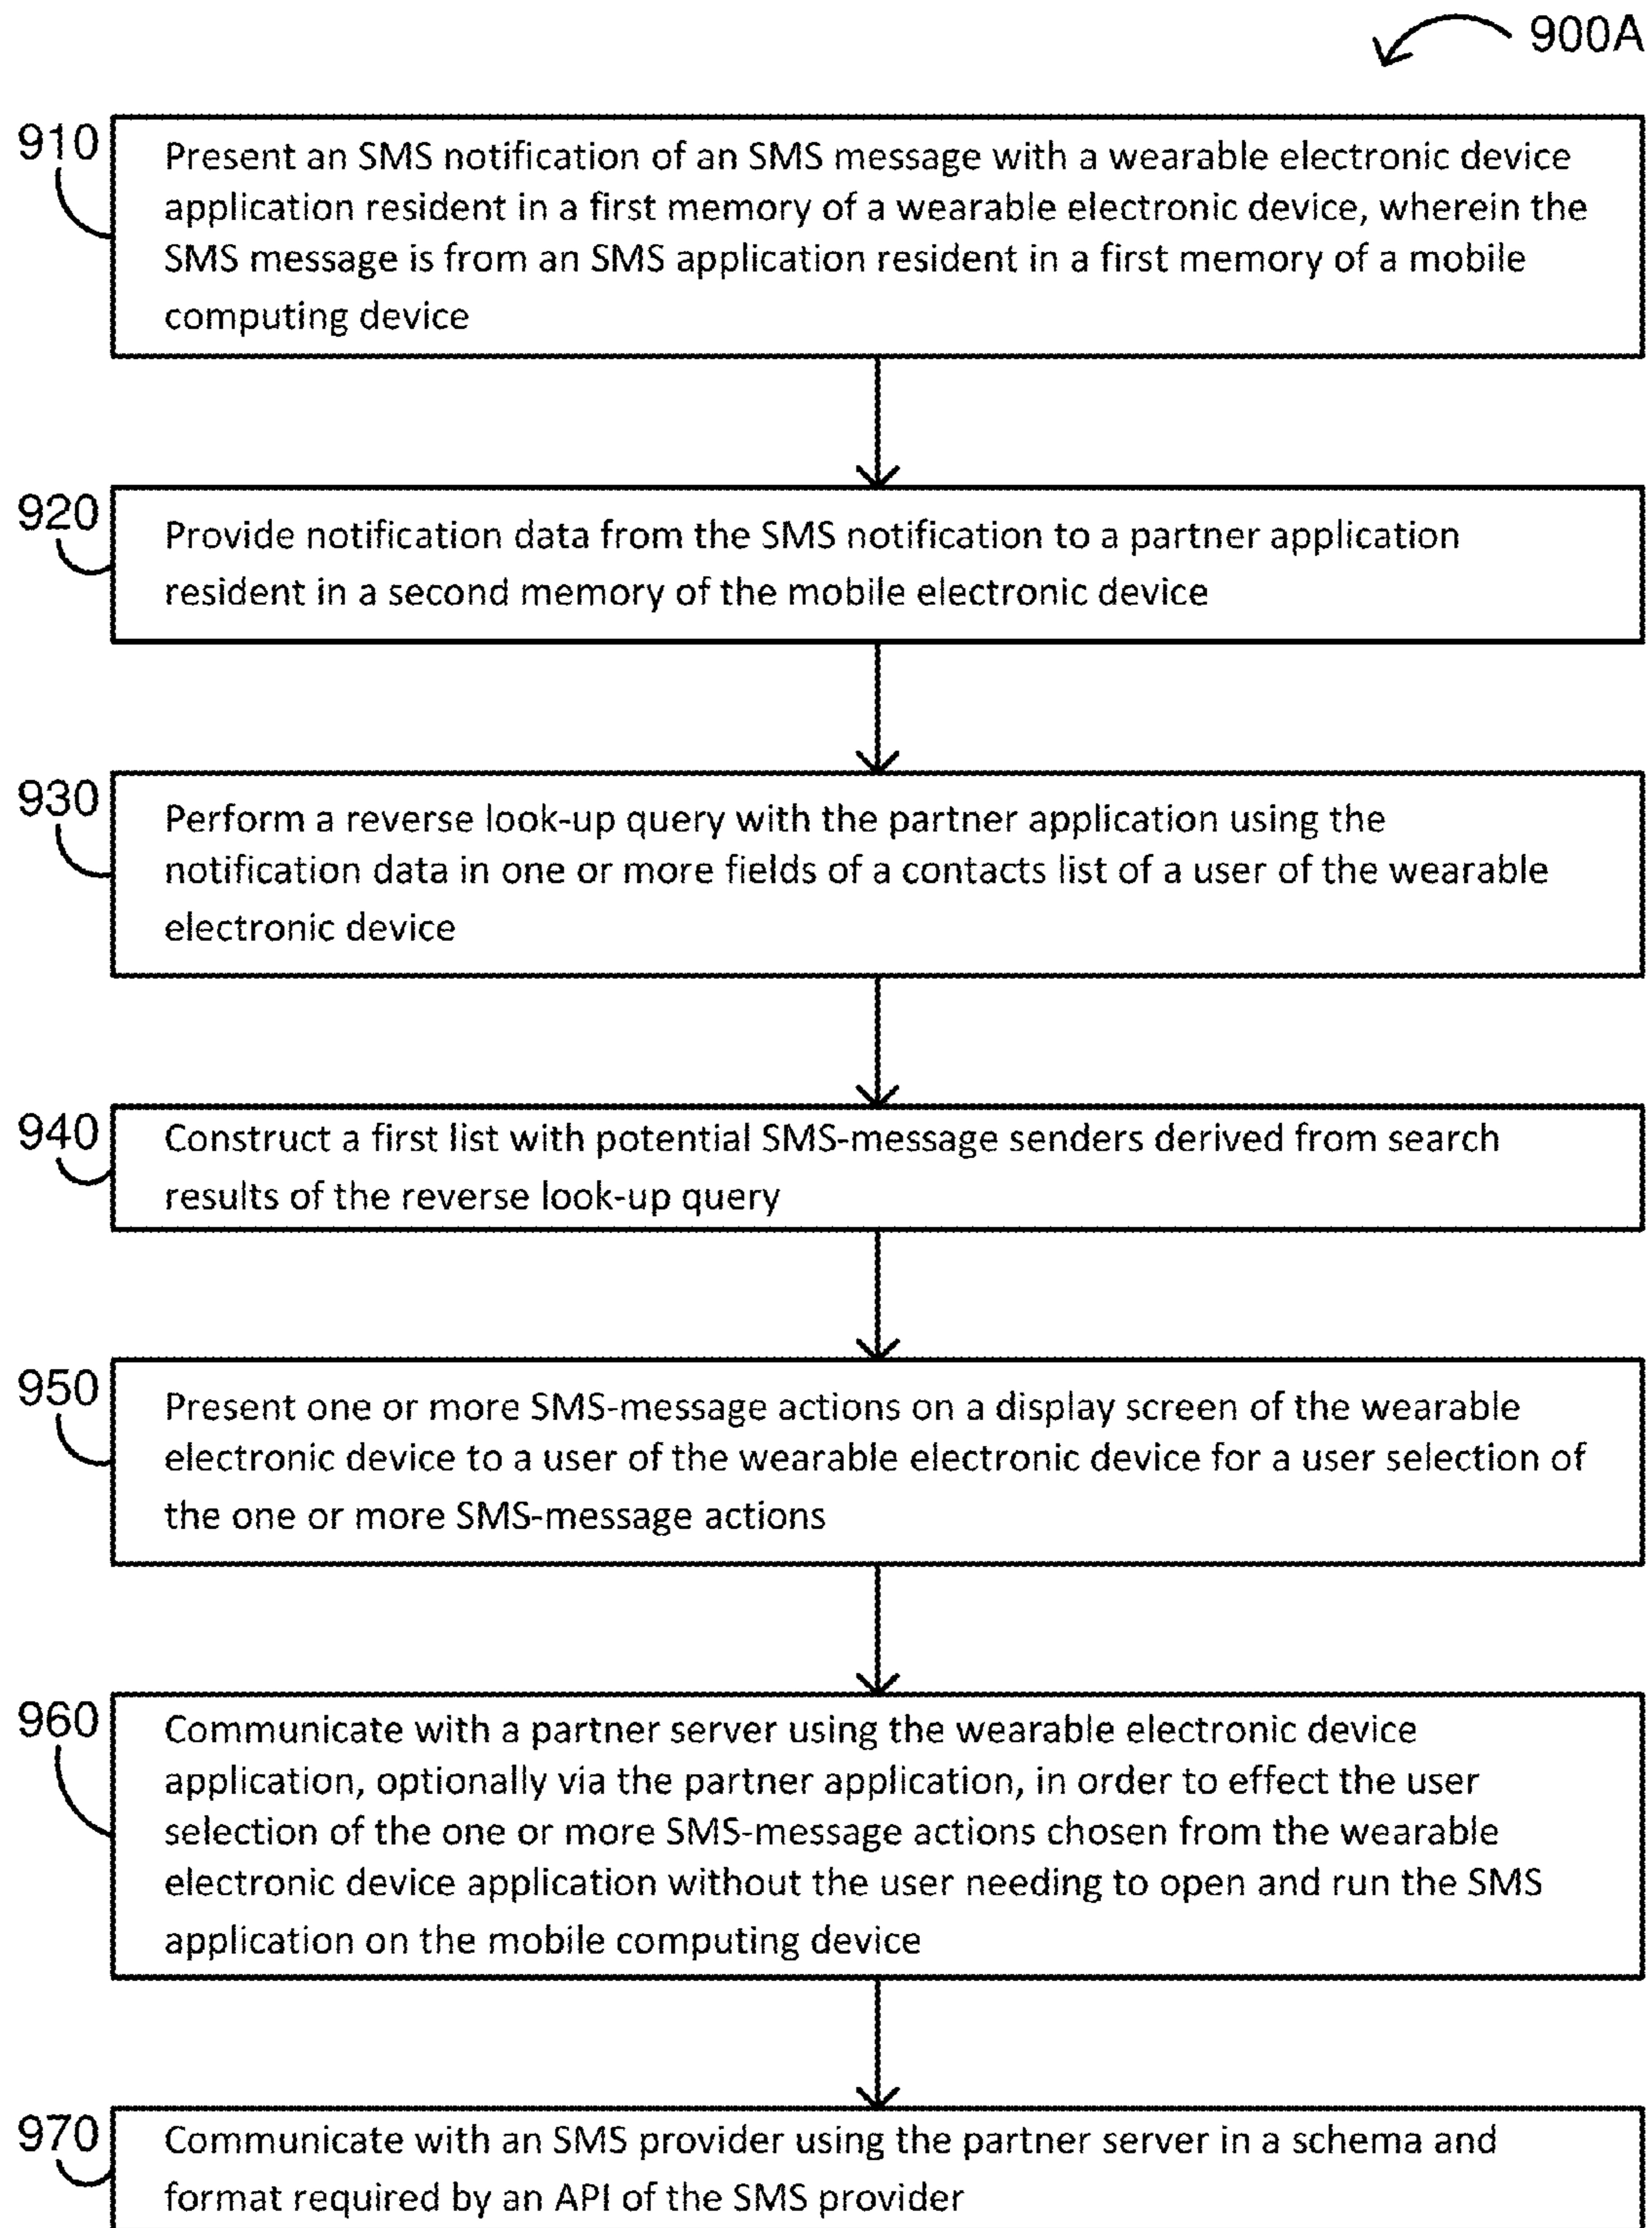 900A
910
Present an SMS notification of an SMS message with a wearable electronic device
application resident in a first memory of a wearable electronic device, wherein the
SMS message is from an SMS application resident in a first memory of a mobile
computing device
920
Provide notification data from the SMS notification to a partner application
resident in a second memory of the mobile electronic device
930
Perform a reverse look-up query with the partner application using the
notification data in one or more fields of a contacts list of a user of the wearable
electronic device
940
Construct a first list with potential SMS-message senders derived from search
results of the reverse look-up query
950
Present one or more SMS-message actions on a display screen of the wearable
electronic device to a user of the wearable electronic device for a user selection of
the one or more SMS-message actions
960
Communicate with a partner server using the wearable electronic device
application, optionally via the partner application, in order to effect the user
selection of the one or more SMS-message actions chosen from the wearable
electronic device application without the user needing to open and run the SMS
application on the mobile computing device
970
Communicate with an SMS provider using the partner server in a schema and
format required by an API of the SMS provider